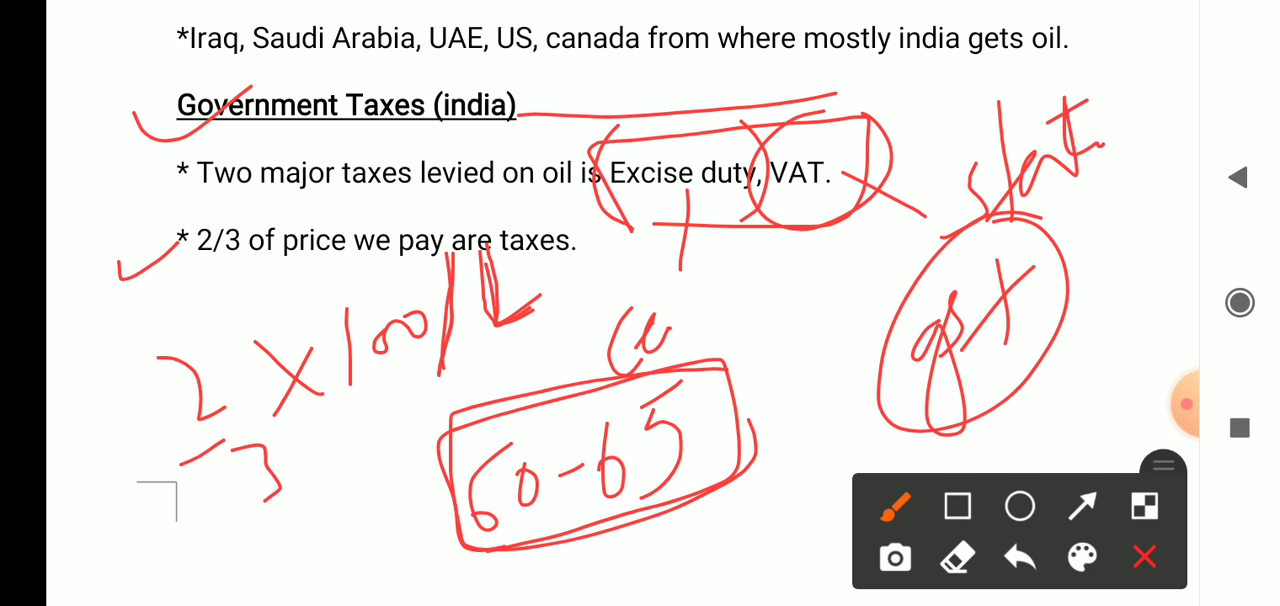 *Iraq, Saudi Arabia, UAE, US, canada from where mostly india gets oil.
Government Taxes (india)
* Two major taxes levied on oil is Excise duty, VAT.
stat
* 2/3 of price we pay are taxes.
gst
2 x 100
3
60-65